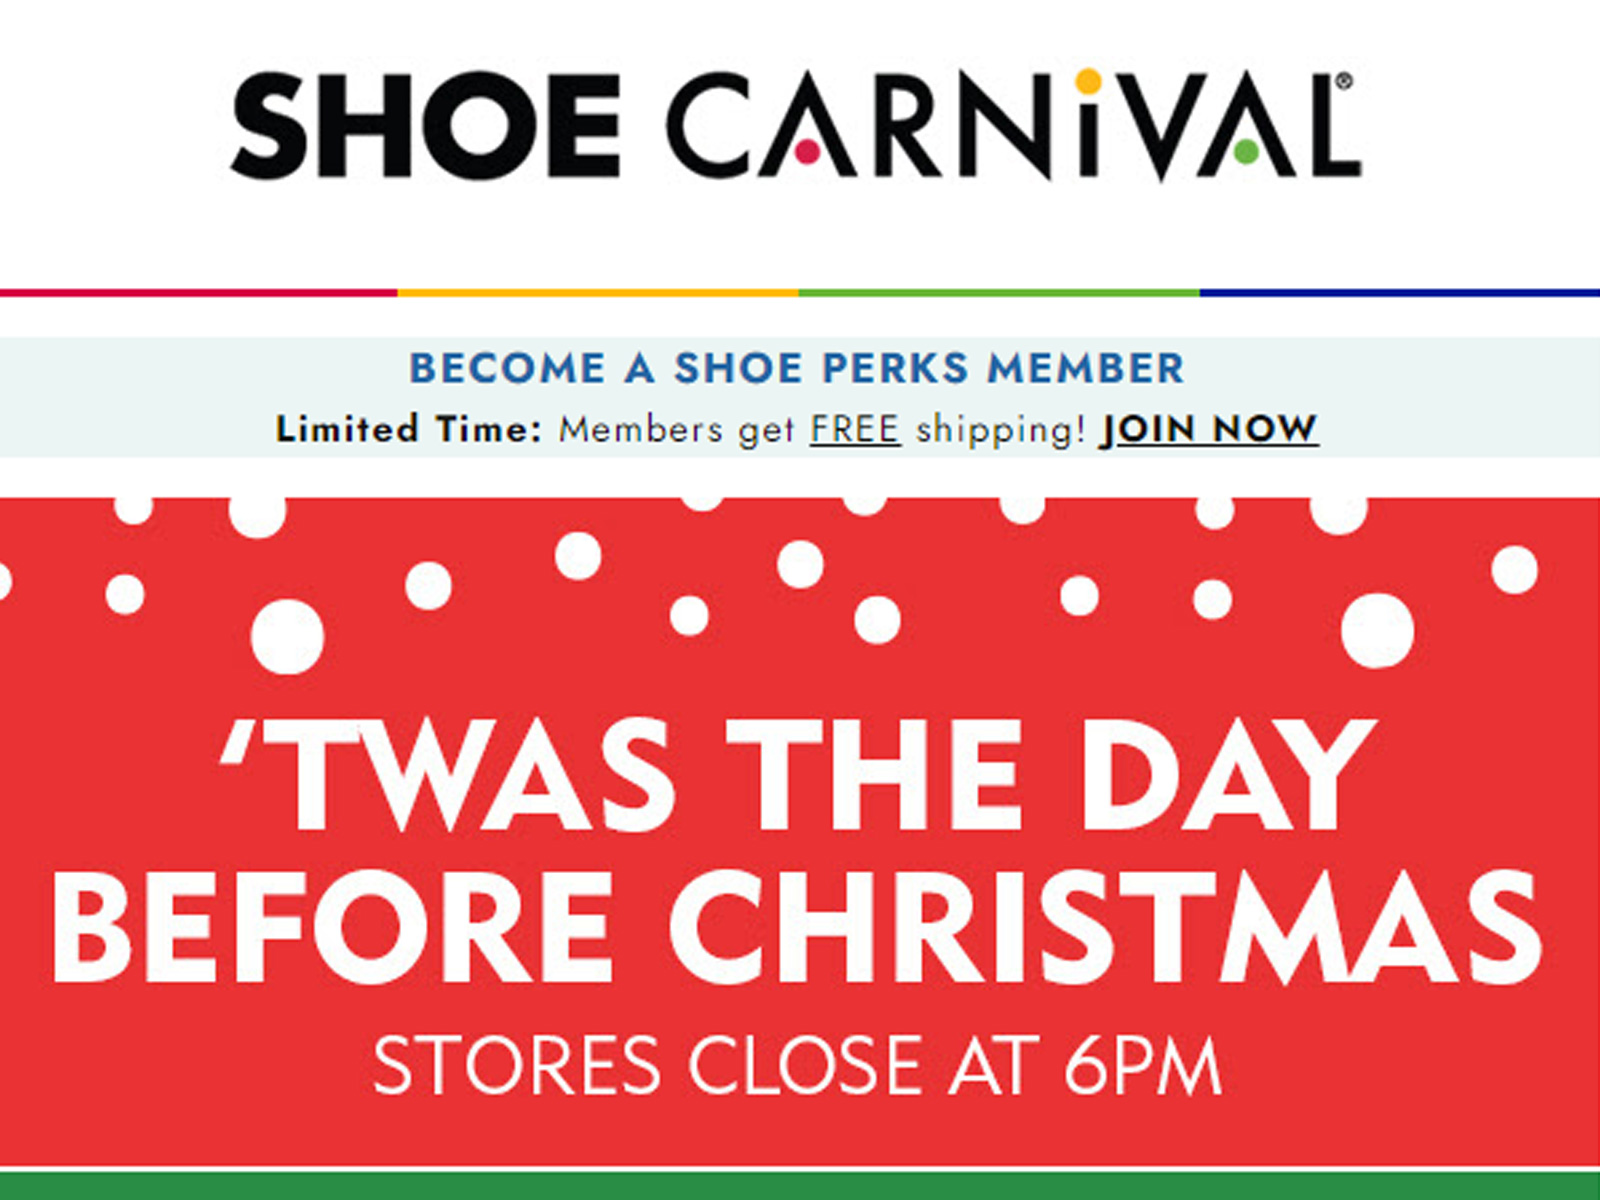 SHOE CARNiVAL®
BECOME A SHOE PERKS MEMBER
Limited Time: Members get FREE shipping! JOIN NOW
‘TWAS THE DAY
BEFORE CHRISTMAS
STORES CLOSE AT 6PM